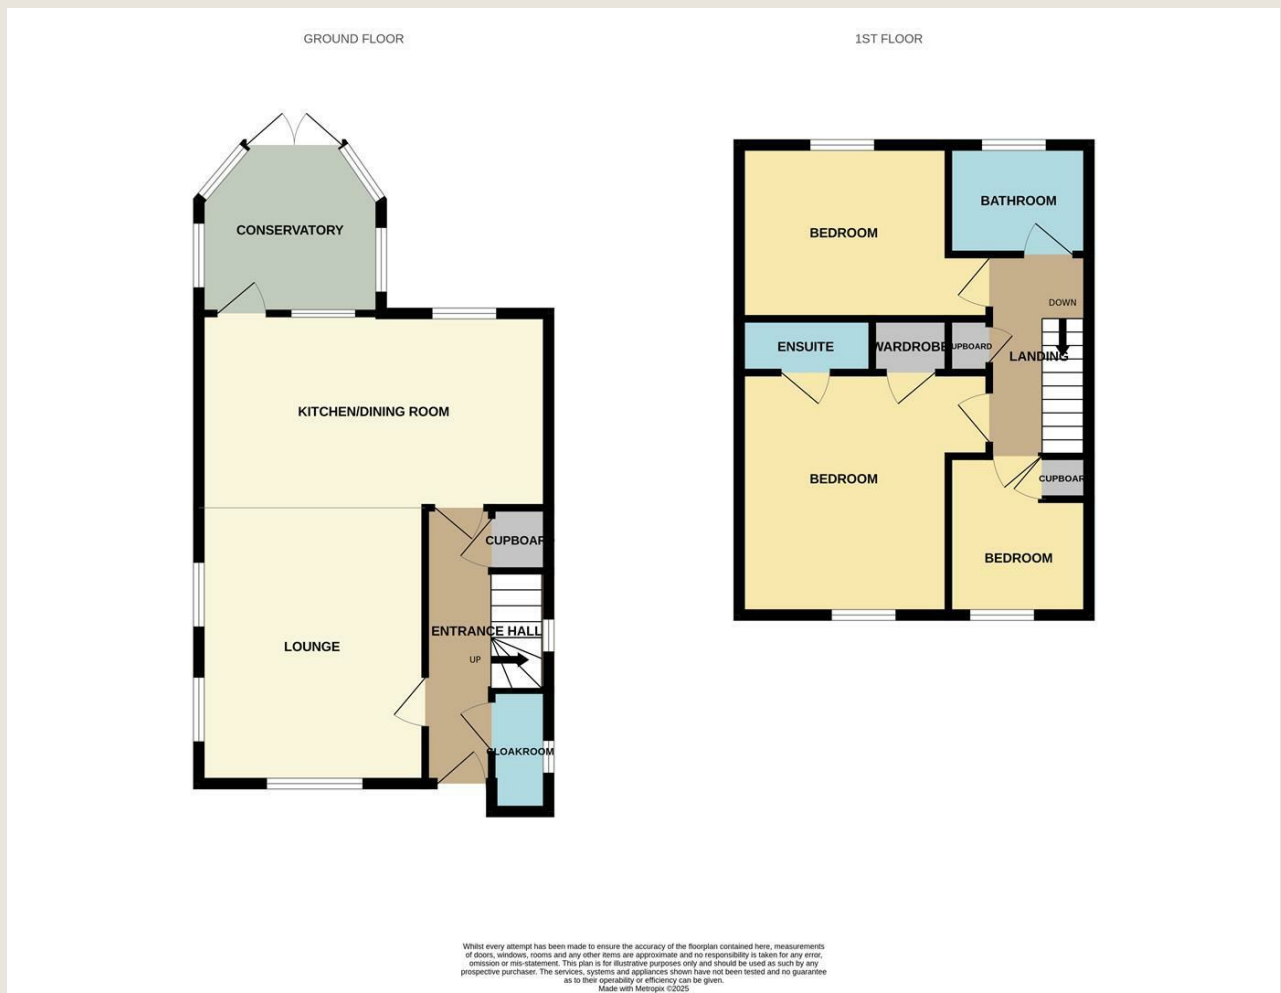 GROUND FLOOR
1ST FLOOR
CONSERVATORY
KITCHEN/DINING ROOM
CUPBOARD
ENTRANCE HALL
UP
LOUNGE
CLOAKROOM
BEDROOM
BATHROOM
DOWN
ENSUITE
WARDROBE
CUPBOARD
LANDING
BEDROOM
CUPBOARD
BEDROOM
Whilst every attempt has been made to ensure the accuracy of the floorplan contained here, measurements
of doors, windows, rooms and any other items are approximate and no responsibility is taken for any error,
omission or mis-statement. This plan is for illustrative purposes only and should be used as such by any
prospective purchaser. The services, systems and appliances shown have not been tested and no guarantee
as to their operability or efficiency can be given.
Made with Metropix ©2025